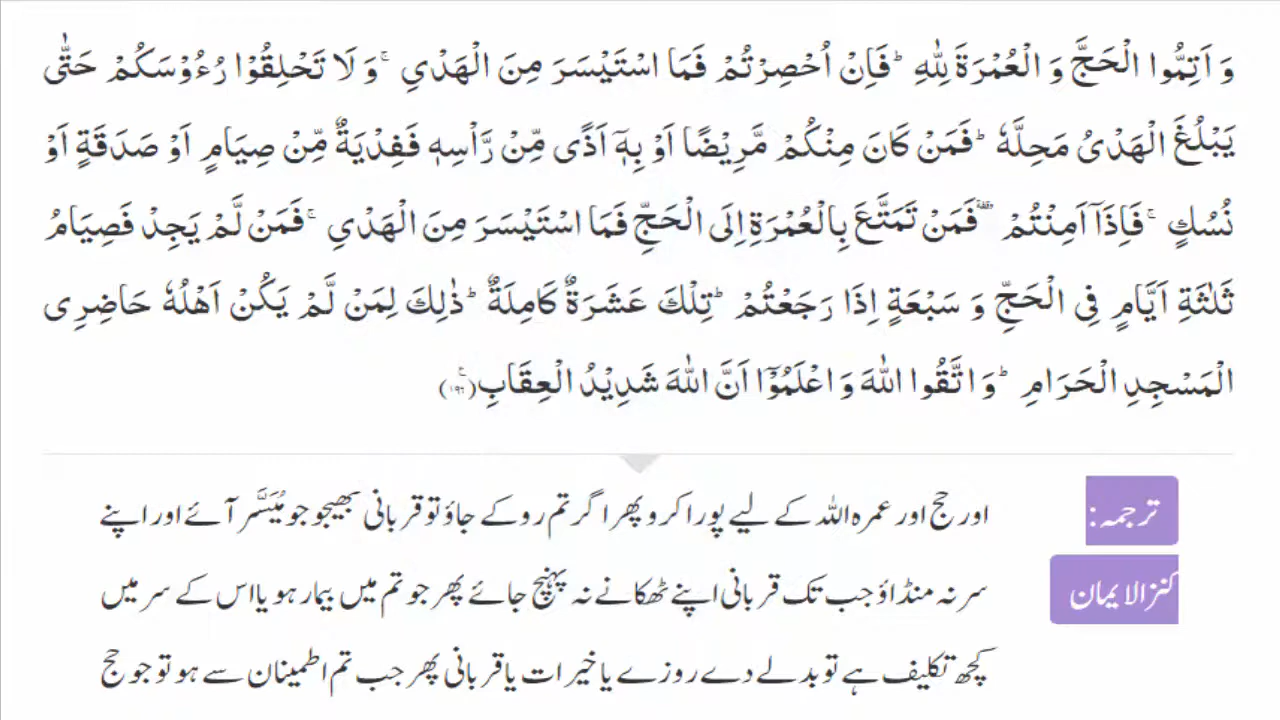 وَ اَتِمُّوا الْحَجَّ وَ الْعُمْرَةَ لِلّٰهِؕ-فَاِنْ اُحْصِرْتُمْ فَمَا اسْتَیْسَرَ مِنَ الْهَدْیِۚ-وَ لَا تَحْلِقُوْا رُءُوْسَكُمْ حَتّٰى
یَبْلُغَ الْهَدْیُ مَحِلَّهٗؕ-فَمَنْ كَانَ مِنْكُمْ مَّرِیْضًا اَوْ بِهٖۤ اَذًى مِّنْ رَّاْسِهٖ فَفِدْیَةٌ مِّنْ صِیَامٍ اَوْ صَدَقَةٍ اَوْ
نُسُكٍۚ-فَاِذَاۤ اَمِنْتُمْٙ-فَمَنْ تَمَتَّعَ بِالْعُمْرَةِ اِلَى الْحَجِّ فَمَا اسْتَیْسَرَ مِنَ الْهَدْیِۚ-فَمَنْ لَّمْ یَجِدْ فَصِیَامُ
ثَلٰثَةِ اَیَّامٍ فِی الْحَجِّ وَ سَبْعَةٍ اِذَا رَجَعْتُمْؕ-تِلْكَ عَشَرَةٌ كَامِلَةٌؕ-ذٰلِكَ لِمَنْ لَّمْ یَكُنْ اَهْلُهٗ حَاضِرِی
الْمَسْجِدِ الْحَرَامِؕ-وَ اتَّقُوا اللّٰهَ وَ اعْلَمُوْۤا اَنَّ اللّٰهَ شَدِیْدُ الْعِقَابِ۠(۱۹۶)
ترجمہ:
کنزالایمان
اور حج اور عمرہ اللہ کے لیے پورا کرو پھر اگر تم روکے جاؤ تو قربانی بھیجو جو مُیَسَّر آئے اور اپنے
سر نہ منڈاؤ جب تک قربانی اپنے ٹھکانے نہ پہنچ جائے پھر جو تم میں بیمار ہو یا اس کے سر میں
کچھ تکلیف ہے تو بدلے دے روزے یا خیرات یا قربانی پھر جب تم اطمینان سے ہو تو جو حج